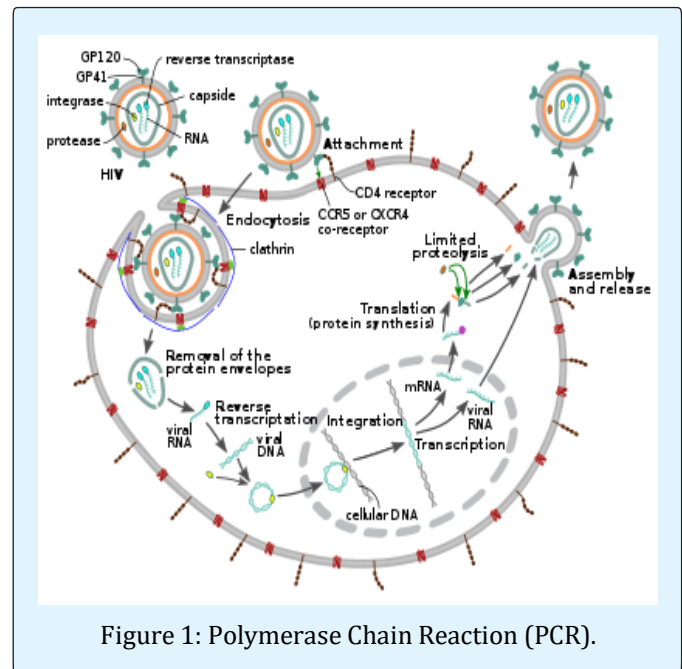 GP120
GP41
integrase
protease
HIV
reverse transcriptase
capside
RNA
Attachment
CD4 receptor
CCR5 or CXCR4
co-receptor
Endocytosis
clathrin
Removal of the
protein envelopes
viral
RNA
Reverse
transcriptation
viral
DNA
Integration
cellular DNA
Transcription
mRNA
viral
RNA
Translation
(protein synthesis)
Limited
proteolysis
Assembly
and release
Figure 1: Polymerase Chain Reaction (PCR).